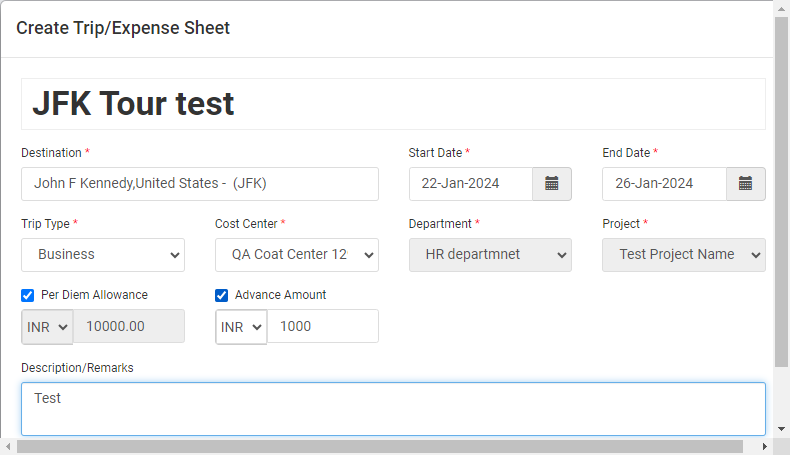 Create Trip/Expense Sheet
JFK Tour test
Destination * Start Date * End Date *
John F Kennedy,United States - (JFK) 22-Jan-2024 26-Jan-2024
Trip Type * Cost Center * Department * Project *
Business QA Coat Center 12 HR departmnet Test Project Name
Per Diem Allowance Advance Amount
INR 10000.00 INR 1000
Description/Remarks
Test